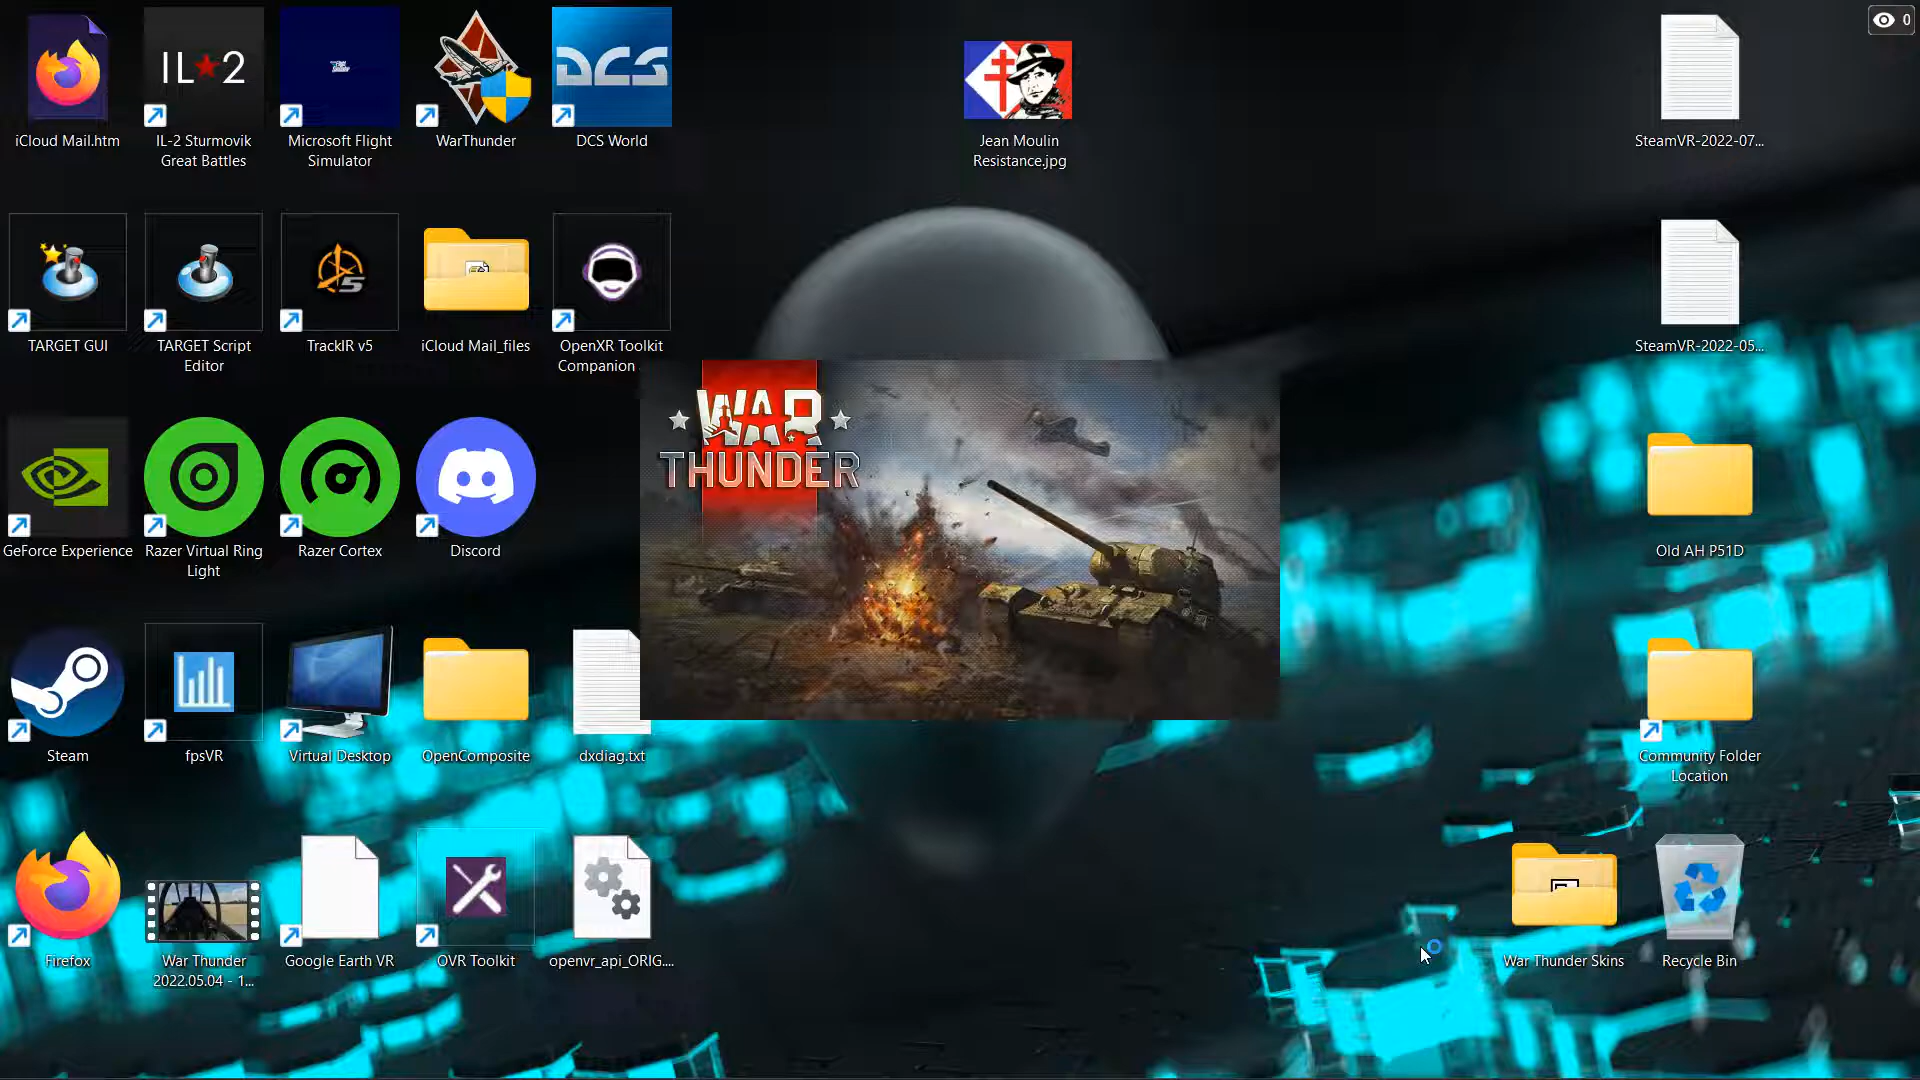 iCloud Mail.htm
IL★2
IL-2 Sturmovik
Great Battles
Microsoft Flight
Simulator
WarThunder
DCS
DCS World
Jean Moulin
Resistance.jpg
SteamVR-2022-07...
0
TARGET GUI
TARGET Script
Editor
5
TrackIR v5
iCloud Mail_files
OpenXR Toolkit
Companion
SteamVR-2022-05...
WAR
THUNDER
GeForce Experience
Razer Virtual Ring
Light
Razer Cortex
Discord
Old AH P51D
Steam
fpsVR
Virtual Desktop
OpenComposite
dxdiag.txt
Community Folder
Location
Firefox
War Thunder
2022.05.04 - 1...
Google Earth VR
OVR Toolkit
openvr_api_ORIG....
War Thunder Skins
Recycle Bin